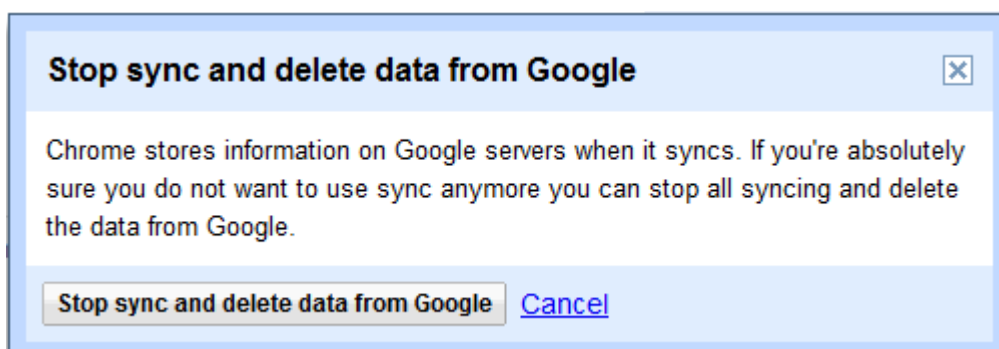 Stop sync and delete data from Google
Chrome stores information on Google servers when it syncs. If you're absolutely
sure you do not want to use sync anymore you can stop all syncing and delete
the data from Google.
Stop sync and delete data from Google Cancel